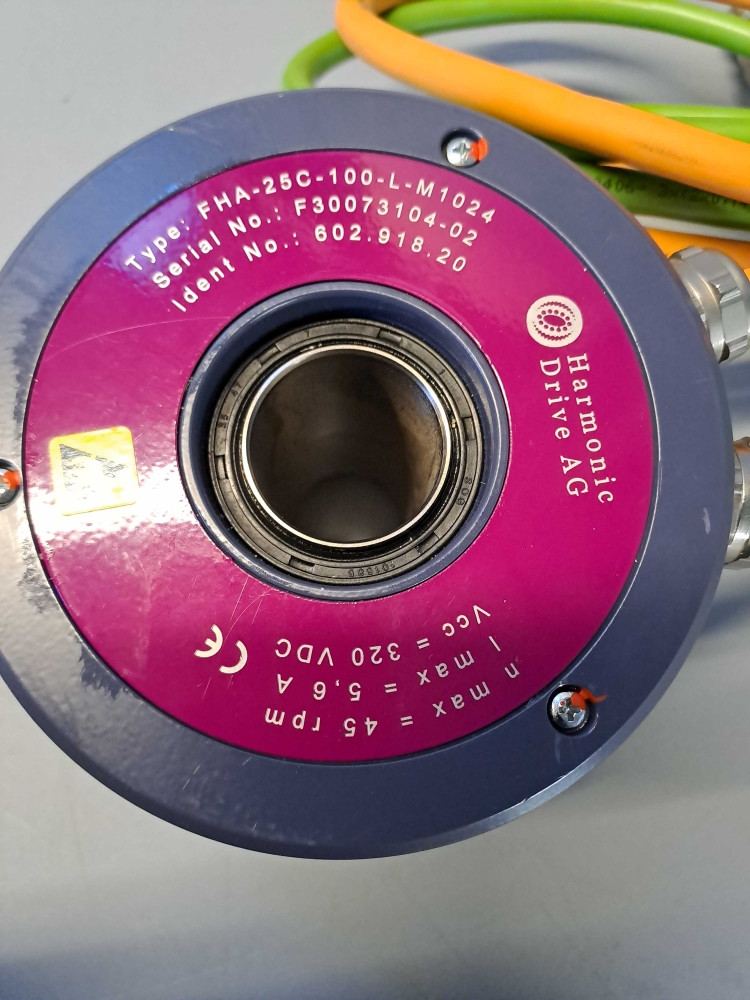 Type: FHA-25C-100-L-M1024
Serial No.: F30073104-02
Ident No.: 602.918.20
Harmonic
Drive AG
n max = 45 rpm
I max = 5,6 A
Vcc = 320 VDC
CE